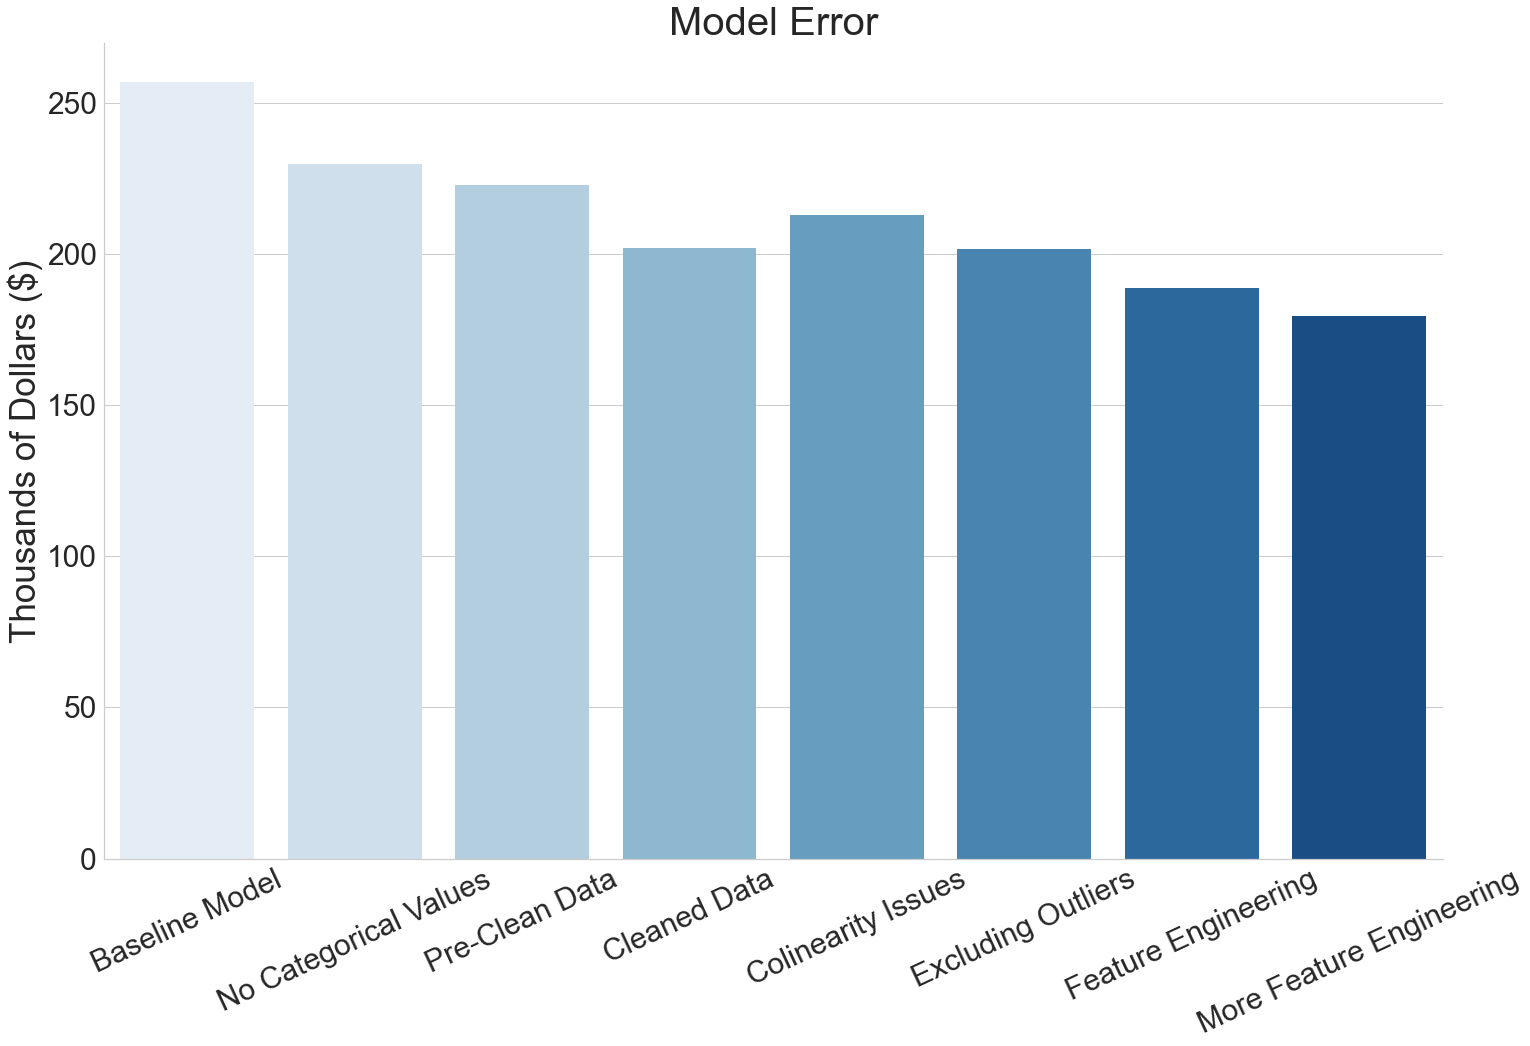 Model Error
Thousands of Dollars ($)
250
200
150
100
50
0
Baseline Model
No Categorical Values
Pre-Clean Data
Cleaned Data
Colinearity Issues
Excluding Outliers
Feature Engineering
More Feature Engineering